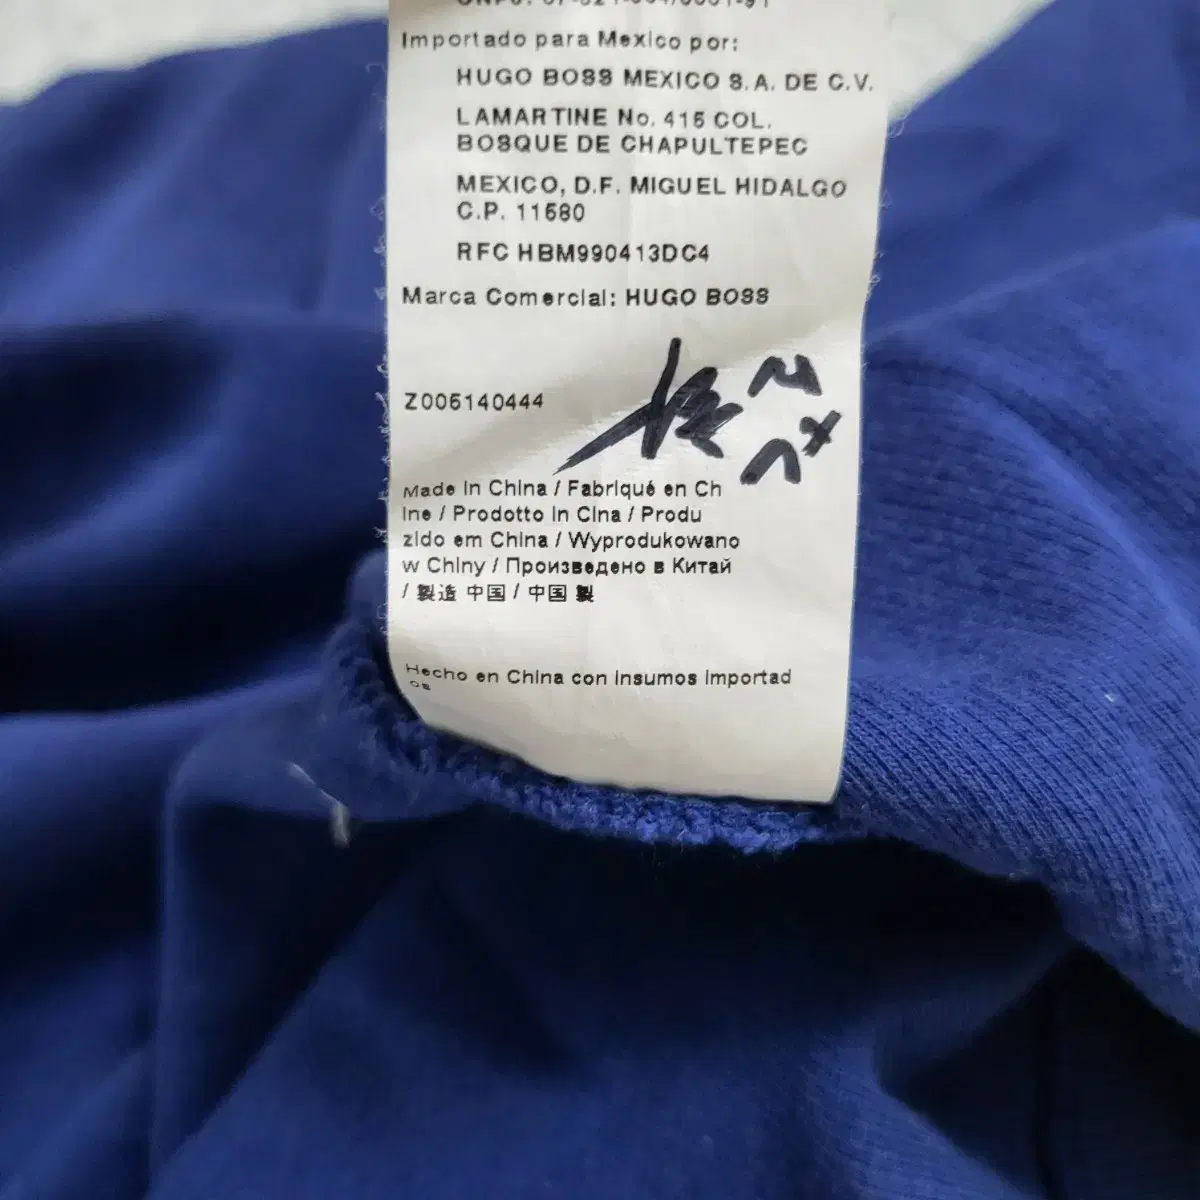 Importado para Mexico por:
HUGO BOSS MEXICO S.A. DE C.V.
LAMARTINE No. 415 COL.
BOSQUE DE CHAPULTEPEC
MEXICO, D.F. MIGUEL HIDALGO
C.P. 11580
RFC HBM990413DC4
Marca Comercial: HUGO BOSS
Z005140444
Made in China / Fabriqué en Ch
ine / Prodotto in Cina / Produ
zido em China / Wyprodukowano
w Chiny / Произведено в Китай
/ 製造 中国 / 中国 製
Hecho en China con insumos importad
os